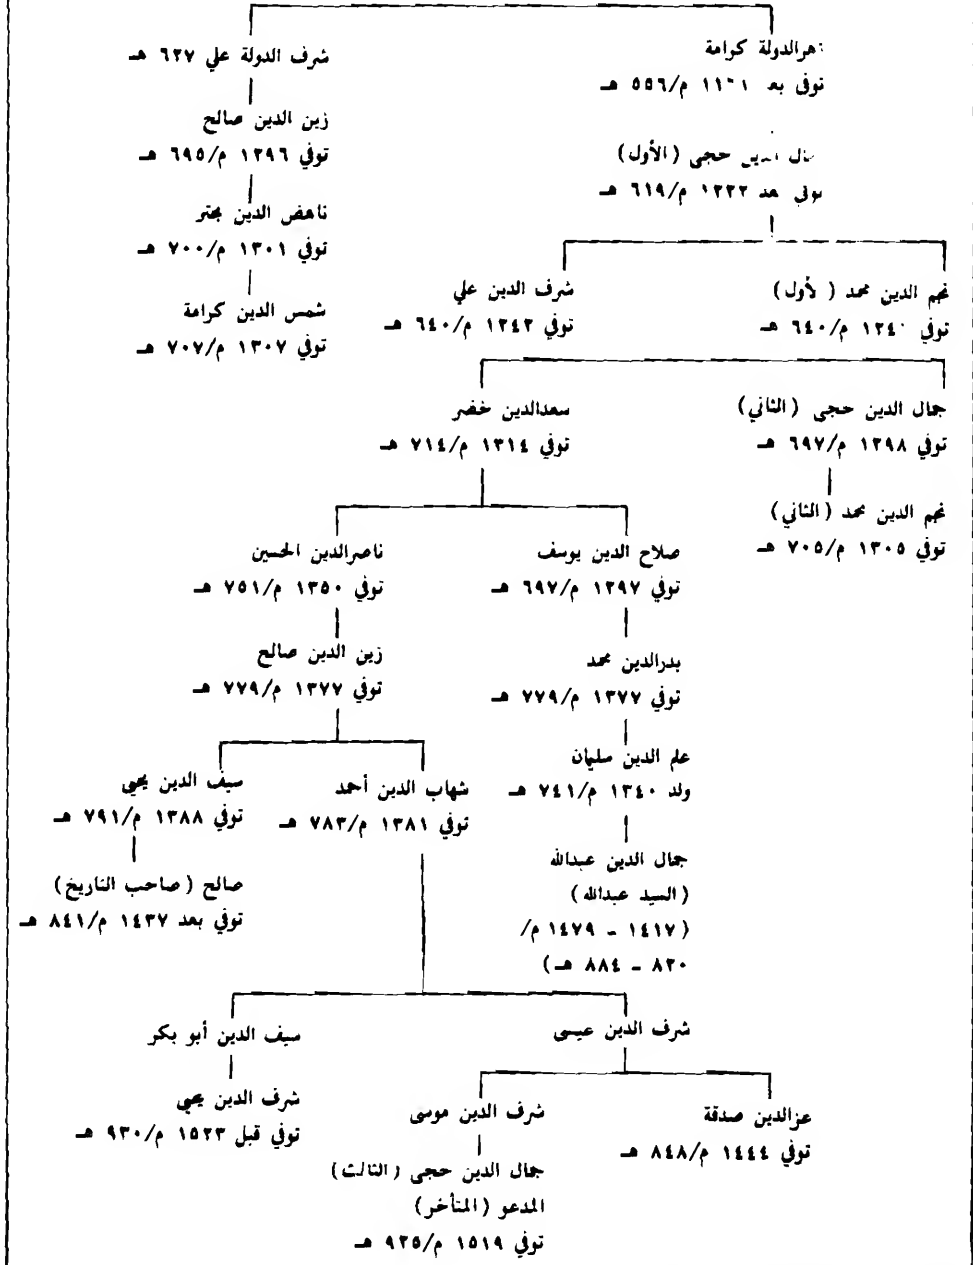 زهرالدولة كرامة
توفي بعد ١١٦١ م/٥٥٦ هـ
شرف الدولة علي ٦٢٧ هـ
زين الدين صالح
توفي ١٢٩٦ م/٦٩٥ هـ
جمال الدين حجى (الأول)
توفي بعد ١٢٢٢ م/٦١٩ هـ
ناهض الدين بحتر
توفي ١٣٠١ م/٧٠٠ هـ
نجم الدين محمد (الأول)
توفي ١٢٤٠ م/٦٤٠ هـ
شرف الدين علي
توفي ١٢٤٢ م/٦٤٠ هـ
شمس الدين كرامة
توفي ١٣٠٧ م/٧٠٧ هـ
جمال الدين حجى (الثاني)
توفي ١٢٩٨ م/٦٩٧ هـ
سعدالدين خضر
توفي ١٣١٤ م/٧١٤ هـ
نجم الدين محمد (الثاني)
توفي ١٣٠٥ م/٧٠٥ هـ
صلاح الدين يوسف
توفي ١٢٩٧ م/٦٩٧ هـ
ناصرالدين الحسين
توفي ١٣٥٠ م/٧٥١ هـ
بدرالدين محمد
توفي ١٣٧٧ م/٧٧٩ هـ
زين الدين صالح
توفي ١٣٧٧ م/٧٧٩ هـ
علم الدين سليمان
ولد ١٣٤٠ م/٧٤١ هـ
شهاب الدين أحمد
توفي ١٣٨١ م/٧٨٣ هـ
سيف الدين يحيى
توفي ١٣٨٨ م/٧٩١ هـ
جمال الدين عبدالله
(السيد عبدالله)
(١٤١٧ - ١٤٧٩ م/
٨٢٠ - ٨٨٤ هـ)
صالح (صاحب التاريخ)
توفي بعد ١٤٣٧ م/٨٤١ هـ
شرف الدين عيسى
سيف الدين أبو بكر
عزالدين صدقة
توفي ١٤٤٤ م/٨٤٨ هـ
شرف الدين موسى
شرف الدين يحيى
توفي قبل ١٥٢٣ م/٩٣٠ هـ
جمال الدين حجى (الثالث)
المدعو (المتأخر)
توفي ١٥١٩ م/٩٢٥ هـ